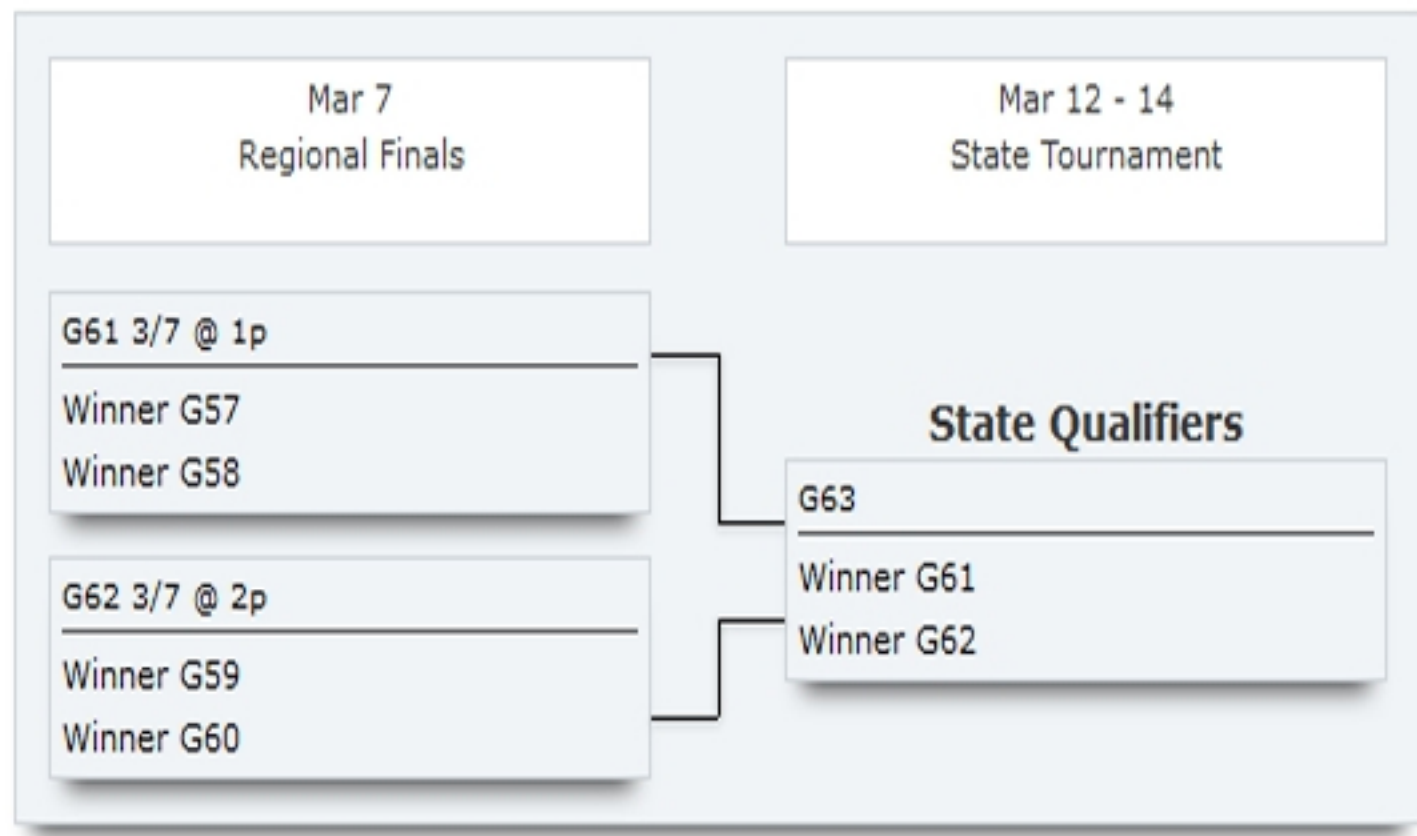 Mar 7
Regional Finals
Mar 12 - 14
State Tournament
G61 3/7 @ 1p
Winner G57
Winner G58
G62 3/7 @ 2p
Winner G59
Winner G60
State Qualifiers
G63
Winner G61
Winner G62